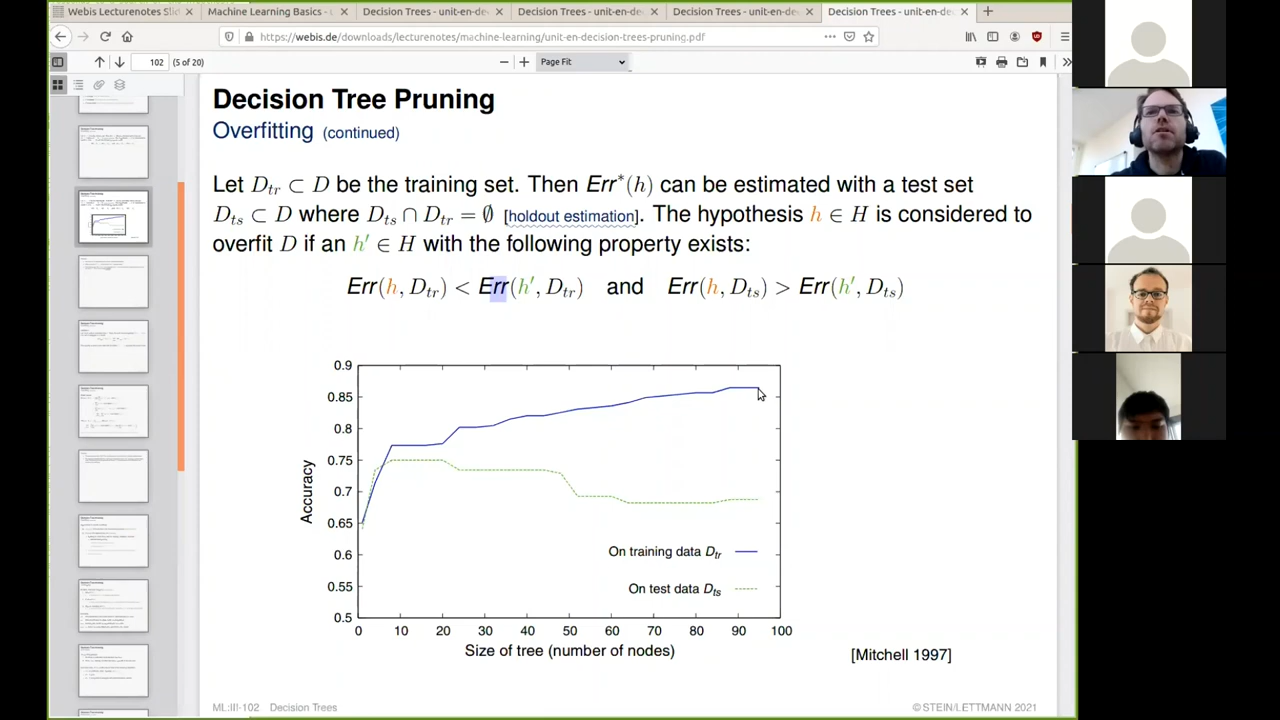 Webis Lecturenotes Slid
Machine Learning Basics - u
Decision Trees - unit-en-dec
Decision Trees - unit-en-dec
Decision Trees - unit-en-dec
Decision Trees - unit-en-dec
https://webis.de/downloads/lecturenotes/machine-learning/unit-en-decision-trees-pruning.pdf
102 (5 of 20)
Page Fit
Decision Tree Pruning
Overfitting (continued)
Let D_tr ⊂ D be the training set. Then Err*(h) can be estimated with a test set
D_ts ⊂ D where D_ts ∩ D_tr = ∅ [holdout estimation]. The hypothesis h ∈ H is considered to
overfit D if an h′ ∈ H with the following property exists:
Err(h, D_tr) < Err(h′, D_tr) and Err(h, D_ts) > Err(h′, D_ts)
0.9
0.85
0.8
0.75
0.7
0.65
0.6
0.55
0.5
Accuracy
On training data D_tr
On test data D_ts
0 10 20 30 40 50 60 70 80 90 100
Size of tree (number of nodes)
[Mitchell 1997]
ML:III-102 Decision Trees
© STEIN/LETTMANN 2021